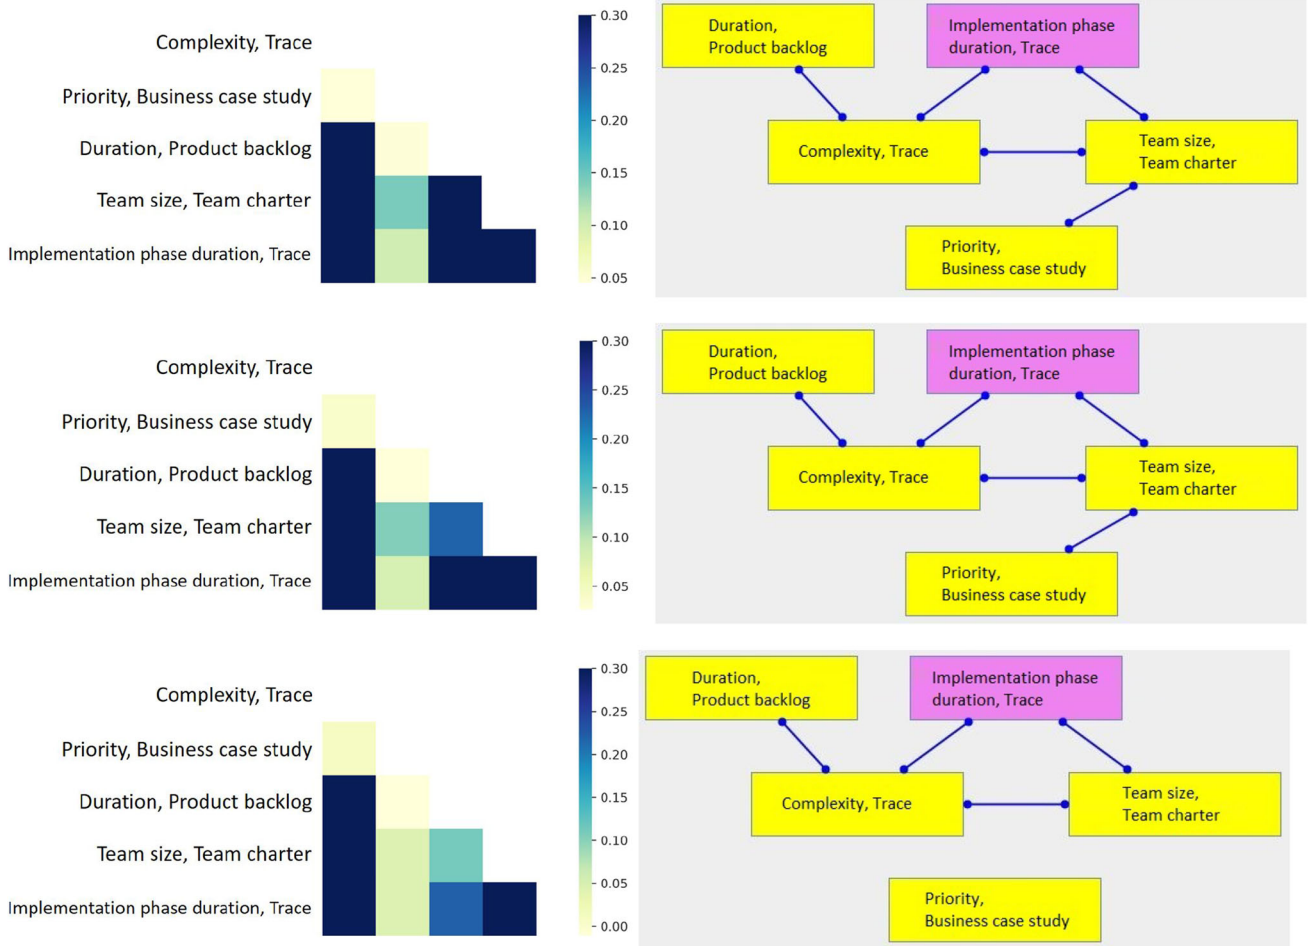 Complexity, Trace
Priority, Business case study
Duration, Product backlog
Team size, Team charter
Implementation phase duration, Trace
0.30
0.25
0.20
0.15
0.10
0.05
Duration,
Product backlog
Implementation phase
duration, Trace
Complexity, Trace
Team size,
Team charter
Priority,
Business case study
Complexity, Trace
Priority, Business case study
Duration, Product backlog
Team size, Team charter
Implementation phase duration, Trace
0.30
0.25
0.20
0.15
0.10
0.05
Duration,
Product backlog
Implementation phase
duration, Trace
Complexity, Trace
Team size,
Team charter
Priority,
Business case study
Complexity, Trace
Priority, Business case study
Duration, Product backlog
Team size, Team charter
Implementation phase duration, Trace
0.30
0.25
0.20
0.15
0.10
0.05
0.00
Duration,
Product backlog
Implementation phase
duration, Trace
Complexity, Trace
Team size,
Team charter
Priority,
Business case study